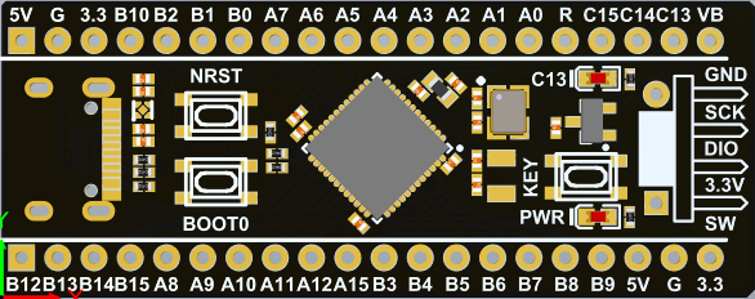 5V G 3.3 B10 B2 B1 B0 A7 A6 A5 A4 A3 A2 A1 A0 R C15 C14 C13 VB
NRST
C13
GND
SCK
DIO
KEY
3.3V
BOOT0
PWR
SW
B12 B13 B14 B15 A8 A9 A10 A11 A12 A15 B3 B4 B5 B6 B7 B8 B9 5V G 3.3